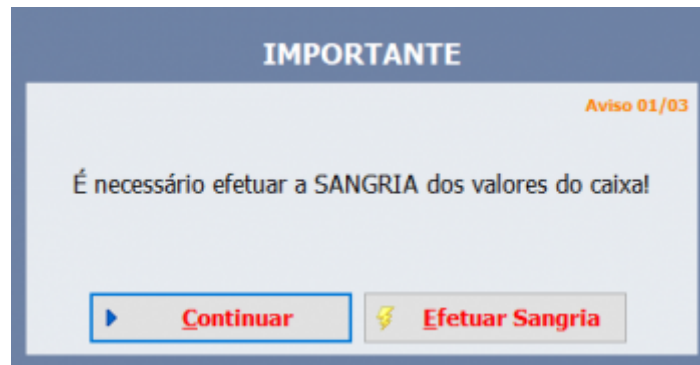 IMPORTANTE
Aviso 01/03
É necessário efetuar a SANGRIA dos valores do caixa!
Continuar
Efetuar Sangria